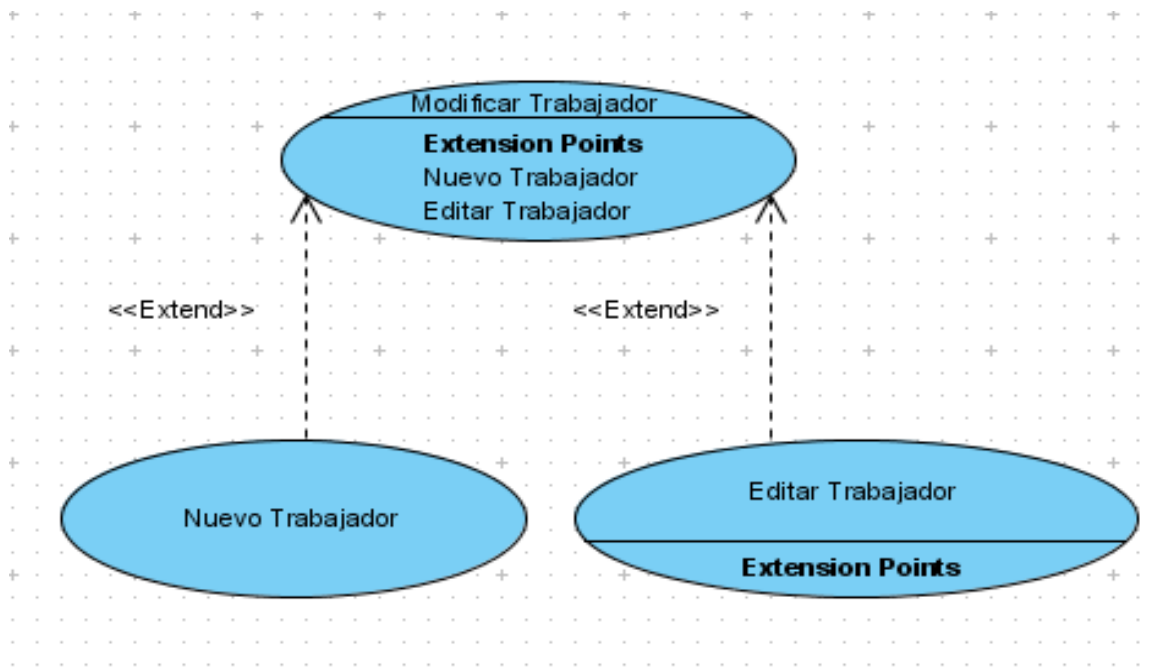 Modificar Trabajador
Extension Points
Nuevo Trabajador
Editar Trabajador
<<Extend>>
<<Extend>>
Nuevo Trabajador
Editar Trabajador
Extension Points